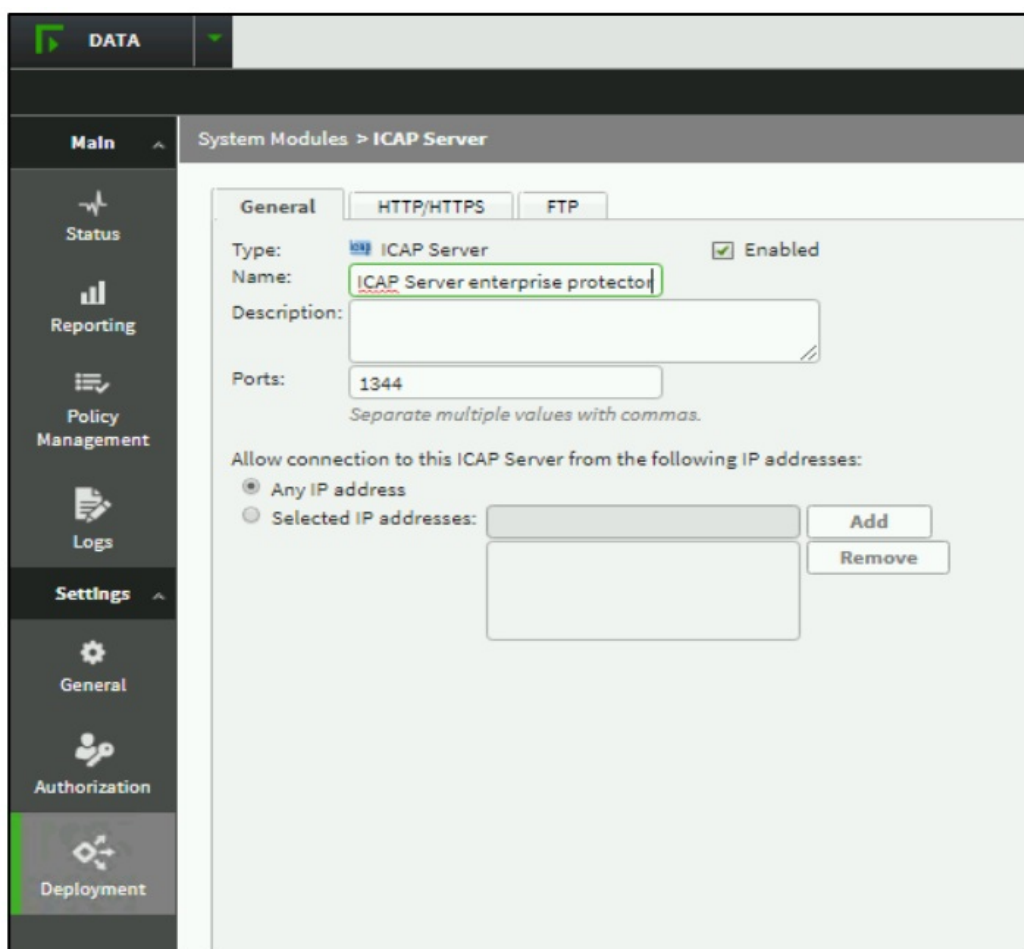 DATA
Main
System Modules > ICAP Server
Status
Reporting
Policy
Management
Logs
Settings
General
Authorization
Deployment
General
HTTP/HTTPS
FTP
Type:
icap
ICAP Server
Enabled
Name:
ICAP Server enterprise protector
Description:
Ports:
1344
Separate multiple values with commas.
Allow connection to this ICAP Server from the following IP addresses:
Any IP address
Selected IP addresses:
Add
Remove